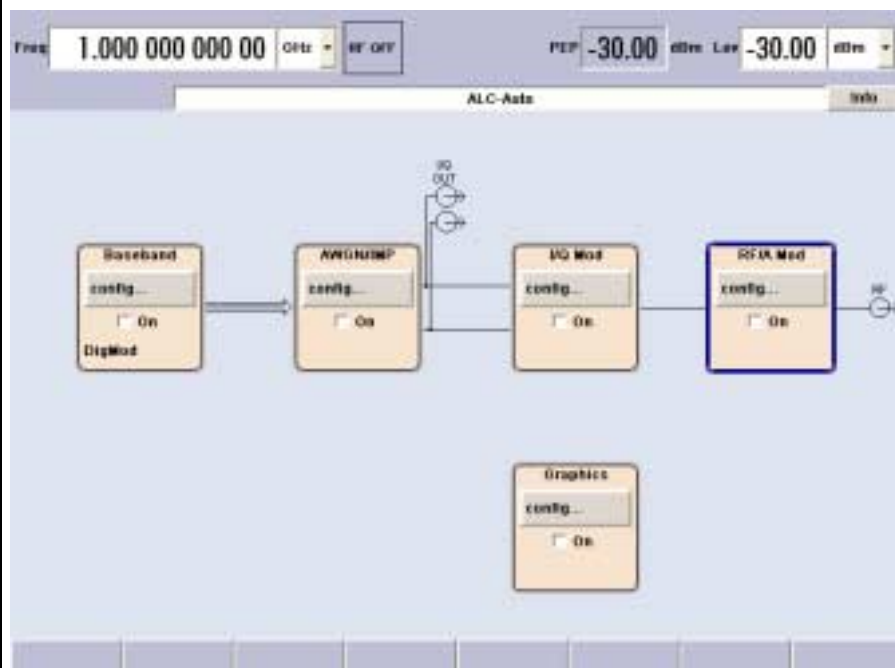 Freq 1.000 000 000 00 GHz RF OFF PEP -30.00 dBm Lev -30.00 dBm
ALC-Auto Info
I/Q
OUT
Baseband AWGN/IMP I/Q Mod RF/A Mod
config... config... config... config... RF
On On On On
DigMod
Graphics
config...
On